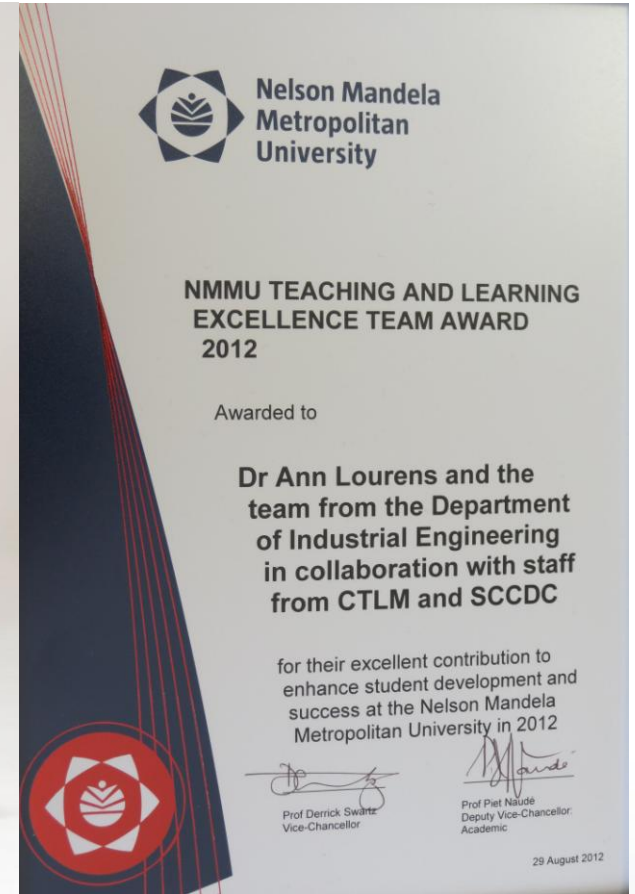 Nelson Mandela
Metropolitan
University
NMMU TEACHING AND LEARNING
EXCELLENCE TEAM AWARD
2012
Awarded to
Dr Ann Lourens and the
team from the Department
of Industrial Engineering
in collaboration with staff
from CTLM and SCCDC
for their excellent contribution to
enhance student development and
success at the Nelson Mandela
Metropolitan University in 2012
Prof Derrick Swartz
Vice-Chancellor
Prof Piet Naudé
Deputy Vice-Chancellor:
Academic
29 August 2012